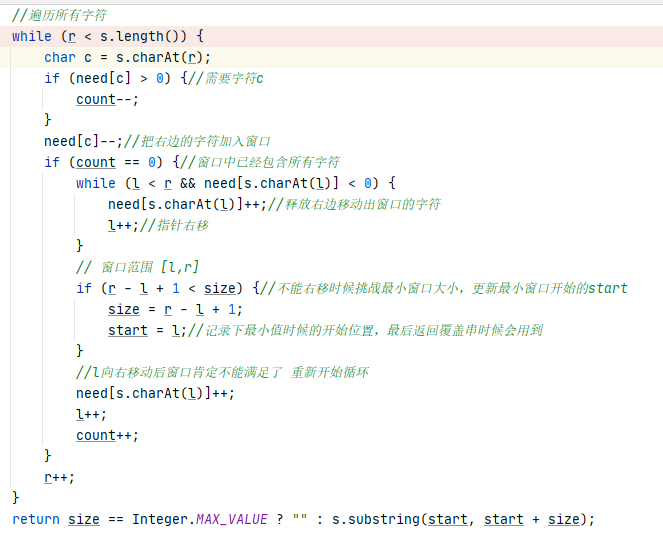 //遍历所有字符
while (r < s.length()) {
    char c = s.charAt(r);
    if (need[c] > 0) {//需要字符c
        count--;
    }
    need[c]--;//把右边的字符加入窗口
    if (count == 0) {//窗口中已经包含所有字符
        while (l < r && need[s.charAt(l)] < 0) {
            need[s.charAt(l)]++;//释放右边移动出窗口的字符
            l++;//指针右移
        }
        // 窗口范围 [l,r]
        if (r - l + 1 < size) {//不能右移时候挑战最小窗口大小，更新最小窗口开始的start
            size = r - l + 1;
            start = l;//记录下最小值时候的开始位置，最后返回覆盖串时候会用到
        }
        //l向右移动后窗口肯定不能满足了 重新开始循环
        need[s.charAt(l)]++;
        l++;
        count++;
    }
    r++;
}
return size == Integer.MAX_VALUE ? "" : s.substring(start, start + size);